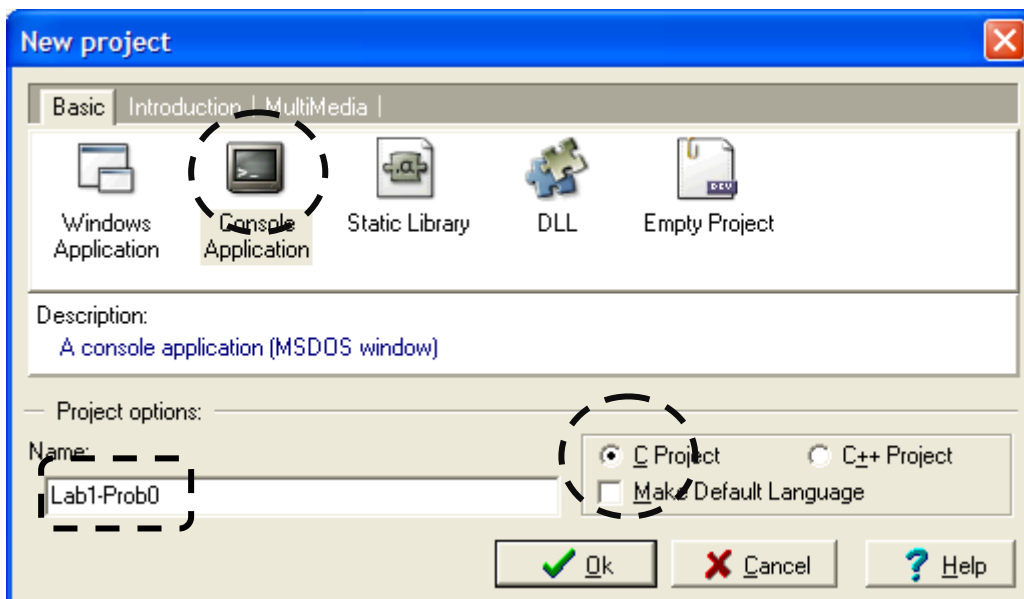 New project
Basic Introduction MultiMedia
Windows Application
Console Application
Static Library
DLL
Empty Project
DEV
Description:
A console application (MSDOS window)
Project options:
Name:
Lab1-Prob0
C Project C++ Project
Make Default Language
Ok Cancel Help